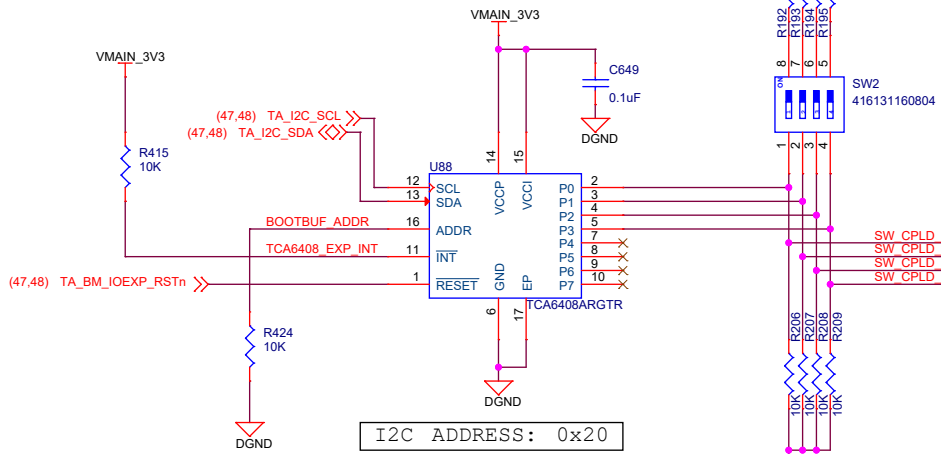 VMAIN_3V3
VMAIN_3V3
R192
R193
R194
R195
8
7
6
5
ON
SW2
416131160804
1
2
3
4
C649
0.1uF
DGND
(47,48) TA_I2C_SCL
(47,48) TA_I2C_SDA
R415
10K
14
15
U88
12
SCL
VCCP
VCCI
P0
2
13
SDA
P1
3
P2
4
BOOTBUF_ADDR
16
ADDR
P3
5
P4
7
TCA6408_EXP_INT
11
INT
P5
8
P6
9
(47,48) TA_BM_IOEXP_RSTn
1
RESET
GND
EP
P7
10
TCA6408ARGTR
6
17
SW_CPLD_
SW_CPLD_
SW_CPLD_
SW_CPLD_
R424
10K
R206
R207
R208
R209
10K
10K
10K
10K
DGND
DGND
I2C ADDRESS: 0x20